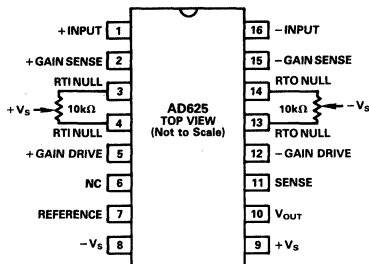 +INPUT 1
16 −INPUT
+GAIN SENSE 2
15 −GAIN SENSE
RTI NULL
RTO NULL
3
14
+VS
10kΩ
AD625
TOP VIEW
(Not to Scale)
10kΩ
−VS
4
13
RTI NULL
RTO NULL
+GAIN DRIVE 5
12 −GAIN DRIVE
NC 6
11 SENSE
REFERENCE 7
10 VOUT
−VS 8
9 +VS